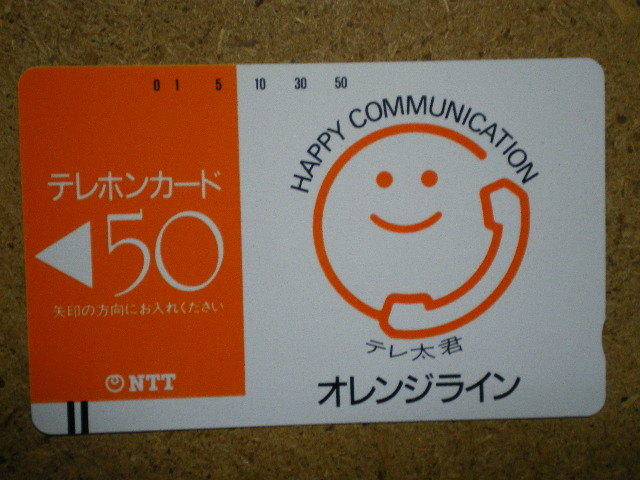 0 1 5 10 30 50
テレホンカード
50
矢印の方向にお入れください
NTT
HAPPY COMMUNICATION
テレ太君
オレンジライン